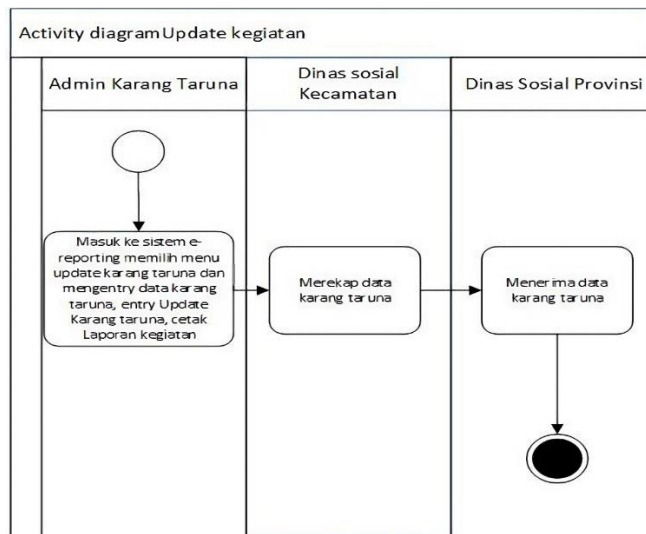 Activity diagram Update kegiatan
Admin Karang Taruna
Dinas sosial
Kecamatan
Dinas Sosial Provinsi
Masuk ke sistem e-
reporting memilih menu
update karang taruna dan
mengentry data karang
taruna, entry Update
Karang taruna, cetak
Laporan kegiatan
Merekap data
karang taruna
Menerima data
karang taruna